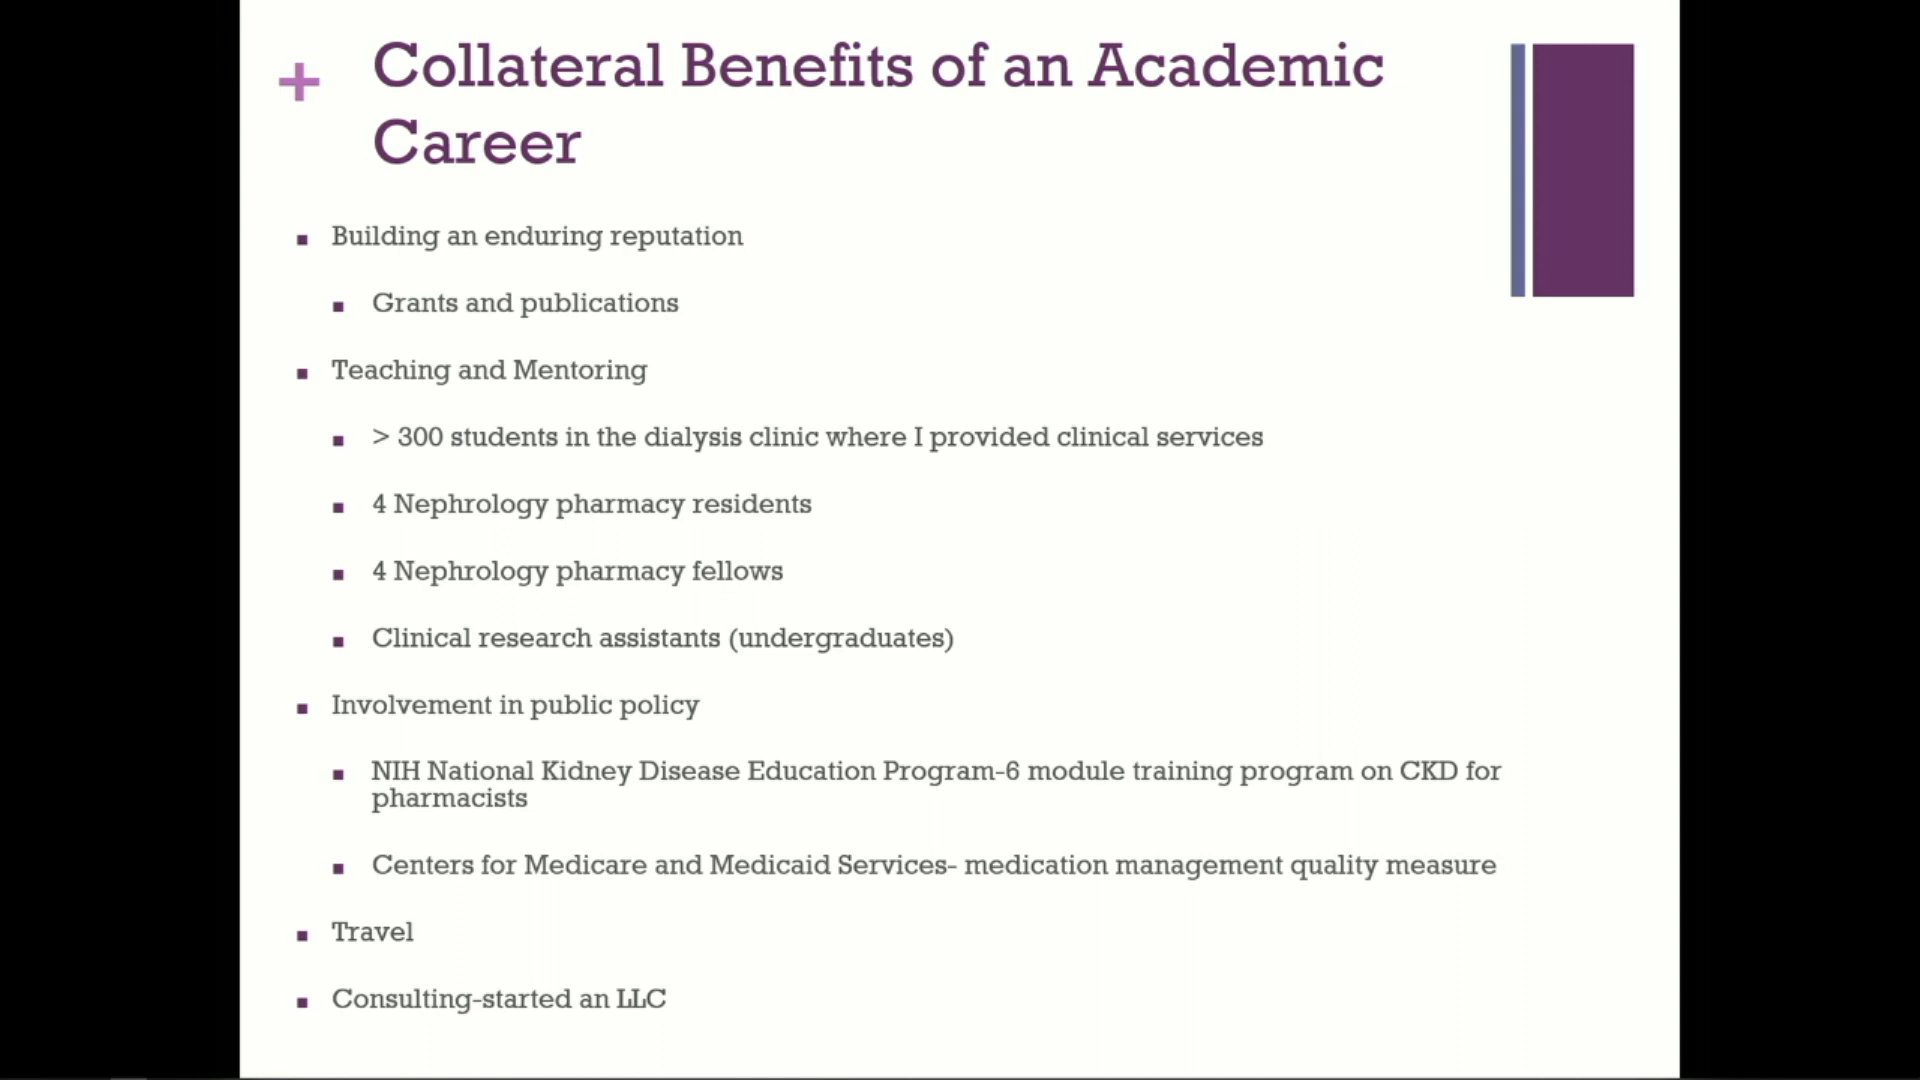 + Collateral Benefits of an Academic
Career
▪ Building an enduring reputation
▪ Grants and publications
▪ Teaching and Mentoring
▪ > 300 students in the dialysis clinic where I provided clinical services
▪ 4 Nephrology pharmacy residents
▪ 4 Nephrology pharmacy fellows
▪ Clinical research assistants (undergraduates)
▪ Involvement in public policy
▪ NIH National Kidney Disease Education Program-6 module training program on CKD for
pharmacists
▪ Centers for Medicare and Medicaid Services- medication management quality measure
▪ Travel
▪ Consulting-started an LLC